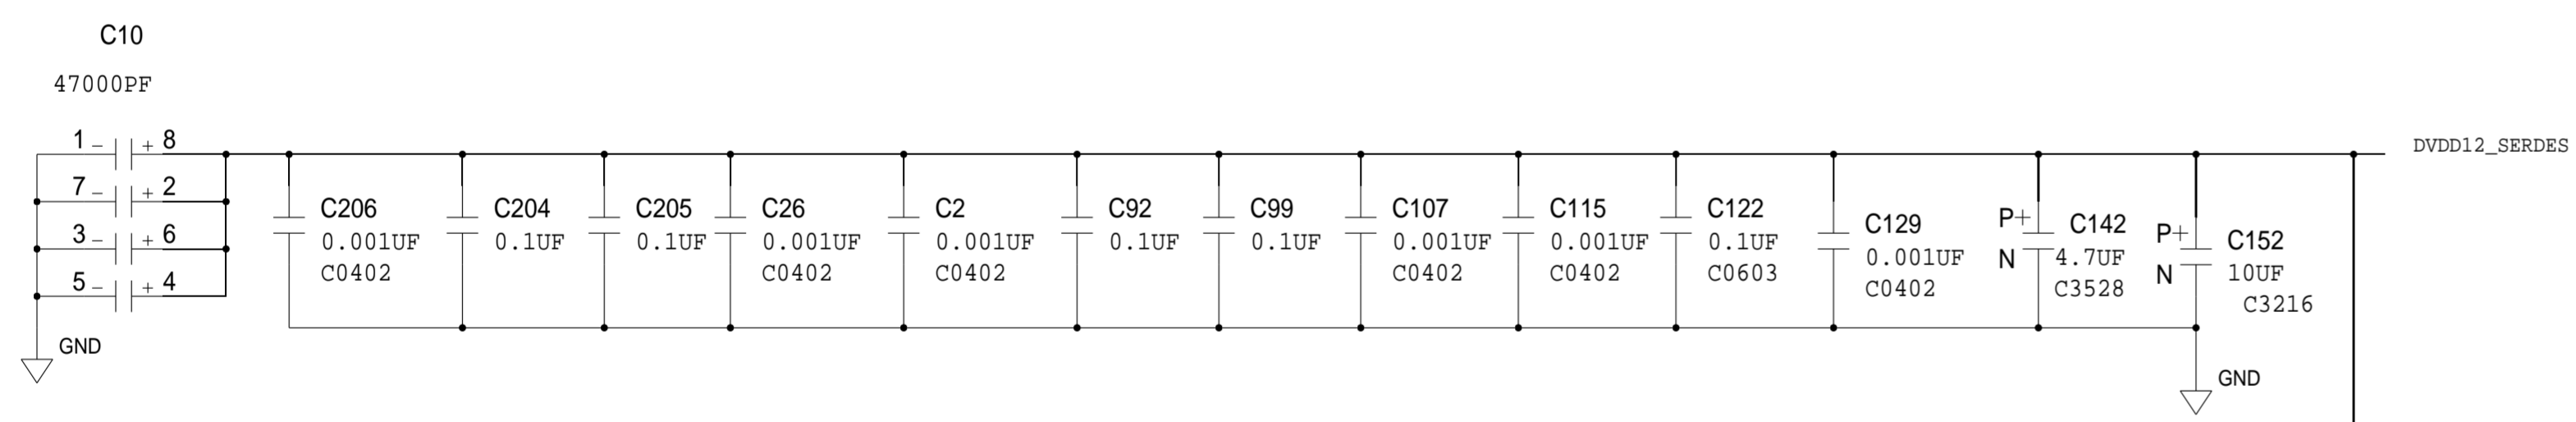 C10
47000PF
1 - + 8
7 - + 2
3 - + 6
5 - + 4
GND
C206
0.001UF
C0402
C204
0.1UF
C205
0.1UF
C26
0.001UF
C0402
C2
0.001UF
C0402
C92
0.1UF
C99
0.1UF
C107
0.001UF
C0402
C115
0.001UF
C0402
C122
0.1UF
C0603
C129
0.001UF
C0402
P+
N
C142
4.7UF
C3528
P+
N
C152
10UF
C3216
GND
DVDD12_SERDES